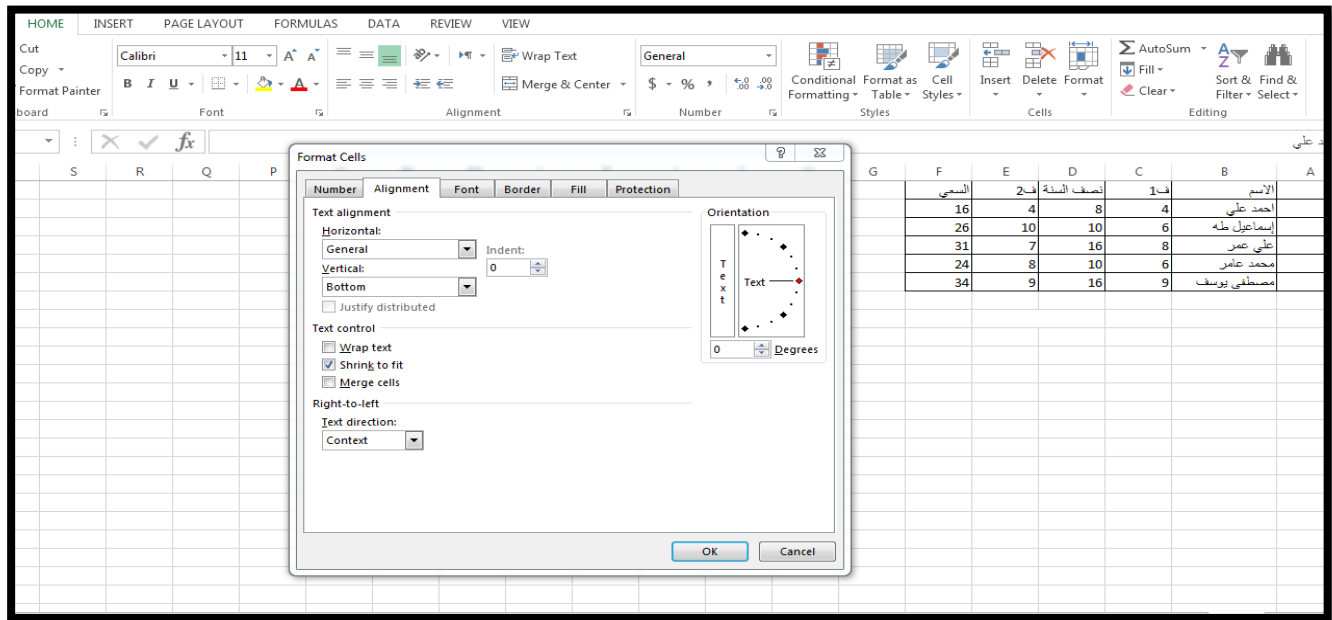 HOME INSERT PAGE LAYOUT FORMULAS DATA REVIEW VIEW
Cut
Copy
Format Painter
board
Calibri 11 A A
B I U A
Font
Wrap Text
Merge & Center
Alignment
General
$ % , .0 .00 .00 .0
Number
Conditional Formatting
Format as Table
Cell Styles
Styles
Insert Delete Format
Cells
AutoSum
Fill
Clear
Sort & Filter
Find & Select
Editing
fx
د علي
S R Q P G F E D C B A
الاسم ف1 نصف السنة ف2 السعي
احمد علي 4 8 4 16
إسماعيل طه 6 10 10 26
علي عمر 8 16 7 31
محمد عامر 6 10 8 24
مصطفى يوسف 9 16 9 34
Format Cells
Number Alignment Font Border Fill Protection
Text alignment
Horizontal:
General
Indent:
0
Vertical:
Bottom
Justify distributed
Text control
Wrap text
Shrink to fit
Merge cells
Right-to-left
Text direction:
Context
Orientation
Text
Text
0 Degrees
OK Cancel